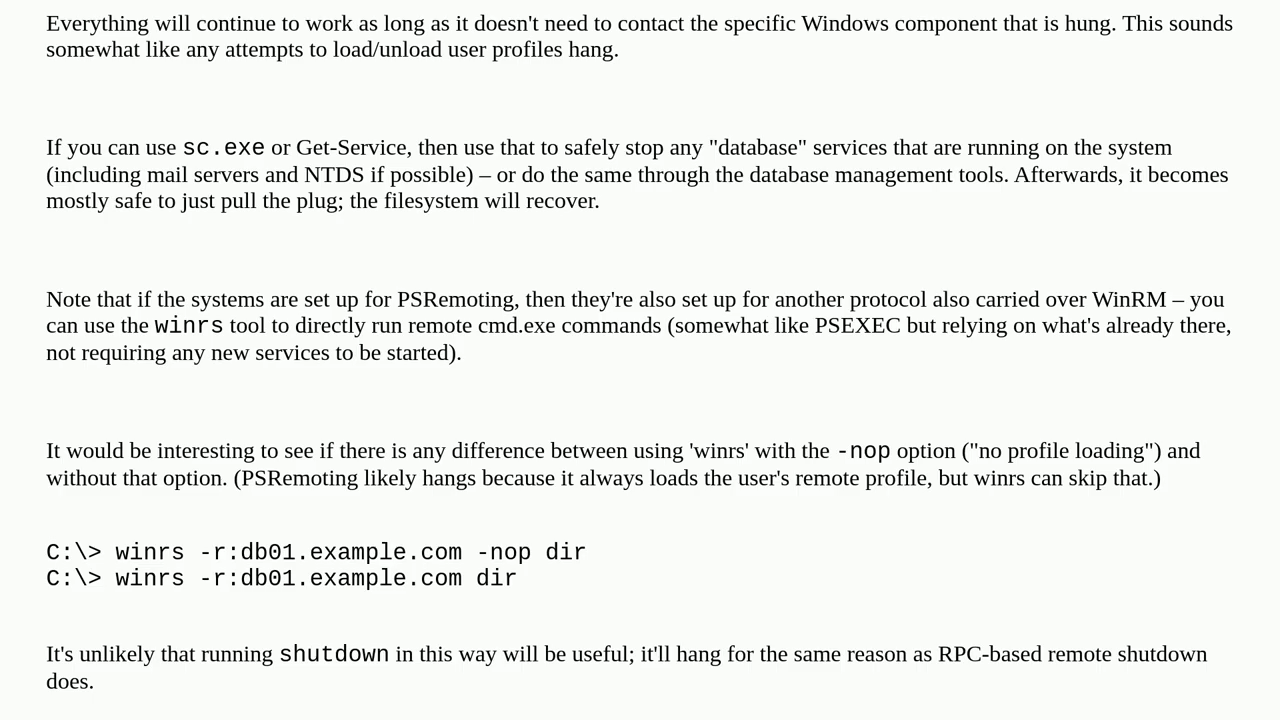 Everything will continue to work as long as it doesn't need to contact the specific Windows component that is hung. This sounds
somewhat like any attempts to load/unload user profiles hang.
If you can use sc.exe or Get-Service, then use that to safely stop any "database" services that are running on the system
(including mail servers and NTDS if possible) – or do the same through the database management tools. Afterwards, it becomes
mostly safe to just pull the plug; the filesystem will recover.
Note that if the systems are set up for PSRemoting, then they're also set up for another protocol also carried over WinRM – you
can use the winrs tool to directly run remote cmd.exe commands (somewhat like PSEXEC but relying on what's already there,
not requiring any new services to be started).
It would be interesting to see if there is any difference between using 'winrs' with the -nop option ("no profile loading") and
without that option. (PSRemoting likely hangs because it always loads the user's remote profile, but winrs can skip that.)
C:\> winrs -r:db01.example.com -nop dir
C:\> winrs -r:db01.example.com dir
It's unlikely that running shutdown in this way will be useful; it'll hang for the same reason as RPC-based remote shutdown
does.